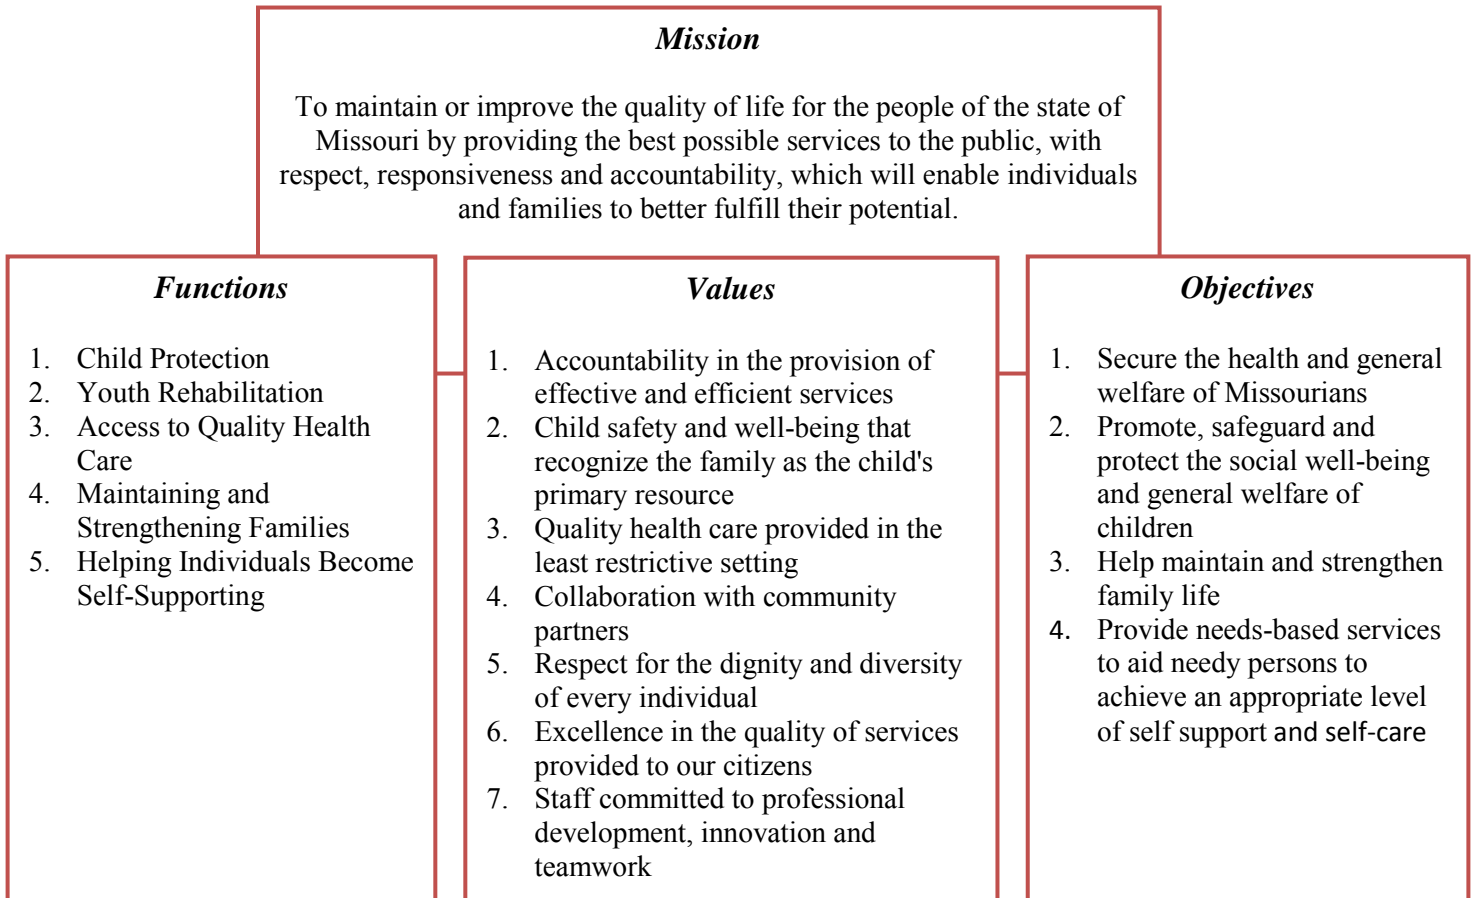 Mission
To maintain or improve the quality of life for the people of the state of
Missouri by providing the best possible services to the public, with
respect, responsiveness and accountability, which will enable individuals
and families to better fulfill their potential.
Functions
1. Child Protection
2. Youth Rehabilitation
3. Access to Quality Health
Care
4. Maintaining and
Strengthening Families
5. Helping Individuals Become
Self-Supporting
Values
1. Accountability in the provision of
effective and efficient services
2. Child safety and well-being that
recognize the family as the child's
primary resource
3. Quality health care provided in the
least restrictive setting
4. Collaboration with community
partners
5. Respect for the dignity and diversity
of every individual
6. Excellence in the quality of services
provided to our citizens
7. Staff committed to professional
development, innovation and
teamwork
Objectives
1. Secure the health and general
welfare of Missourians
2. Promote, safeguard and
protect the social well-being
and general welfare of
children
3. Help maintain and strengthen
family life
4. Provide needs-based services
to aid needy persons to
achieve an appropriate level
of self support and self-care